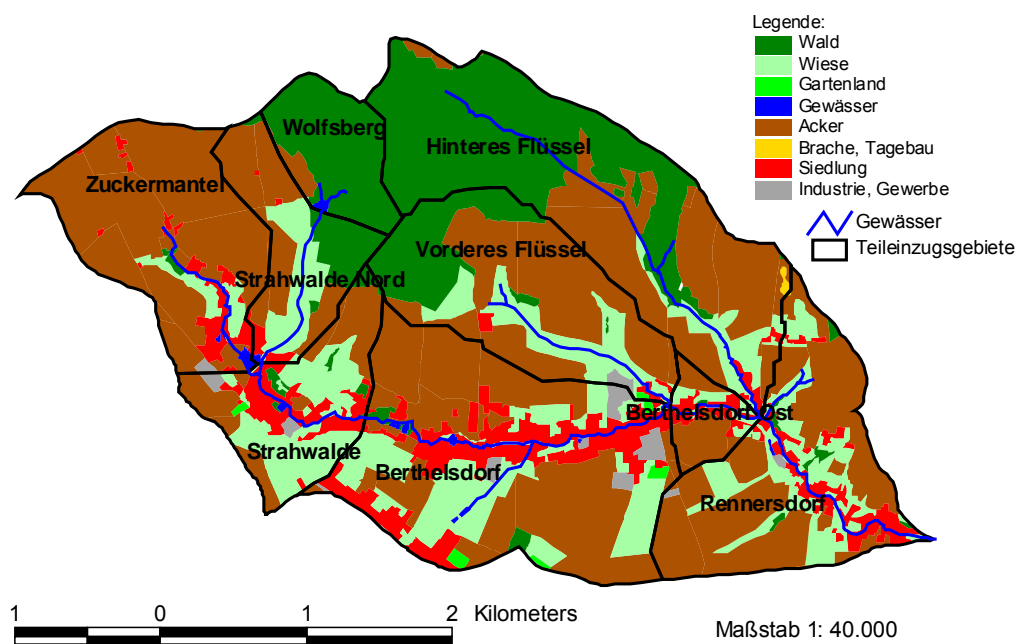 Legende:
Wald
Wiese
Gartenland
Gewässer
Acker
Brache, Tagebau
Siedlung
Industrie, Gewerbe
Gewässer
Teileinzugsgebiete
Wolfsberg
Hinteres Flüssel
Zuckermantel
Vorderes Flüssel
Strahwalde Nord
Berthelsdorf Ost
Strahwalde
Berthelsdorf
Rennersdorf
1 0 1 2 Kilometers
Maßstab 1: 40.000